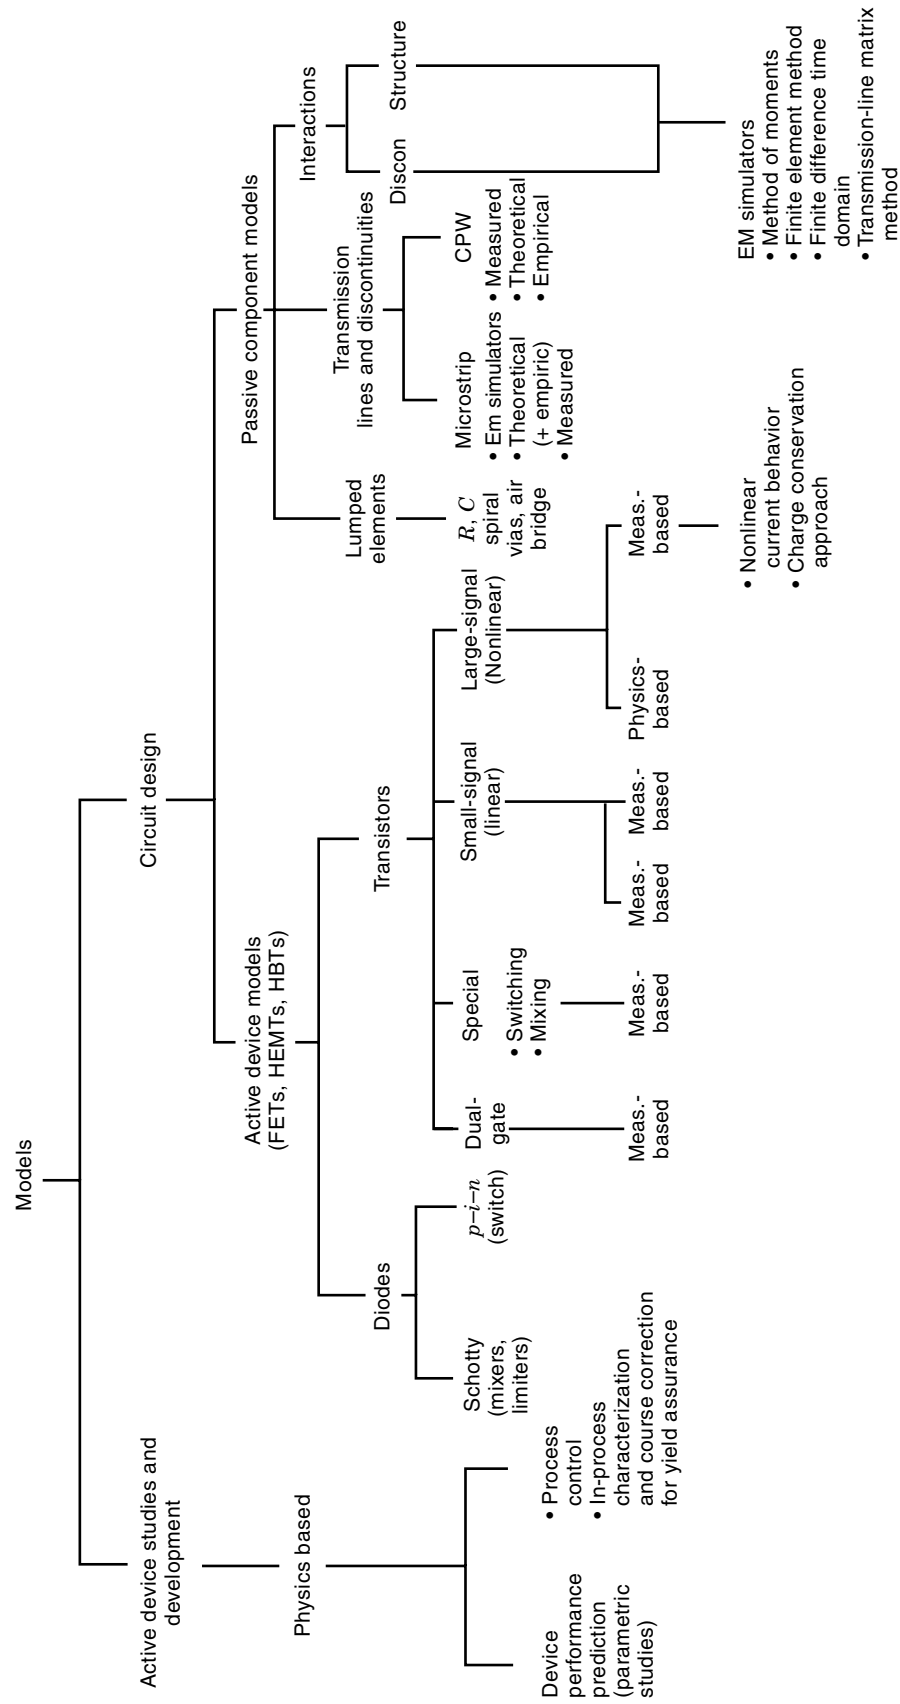 Models
Active device studies and
development
Circuit design
Physics based
Device
performance
prediction
(parametric
studies)
• Process
control
• In-process
characterization
and course correction
for yield assurance
Active device models
(FETs, HEMTs, HBTs)
Passive component models
Diodes
Transistors
Schotty
(mixers,
limiters)
p–i–n
(switch)
Dual-
gate
Special
• Switching
• Mixing
Small-signal
(linear)
Large-signal
(Nonlinear)
Meas.-
based
Meas.-
based
Meas.-
based
Meas.-
based
Physics-
based
Meas.-
based
• Nonlinear
current behavior
• Charge conservation
approach
Lumped
elements
R, C
spiral
vias, air
bridge
Transmission
lines and discontinuities
Microstrip
• Em simulators
• Theoretical
(+ empiric)
• Measured
CPW
• Measured
• Theoretical
• Empirical
Interactions
Discon
Structure
EM simulators
• Method of moments
• Finite element method
• Finite difference time
domain
• Transmission-line matrix
method